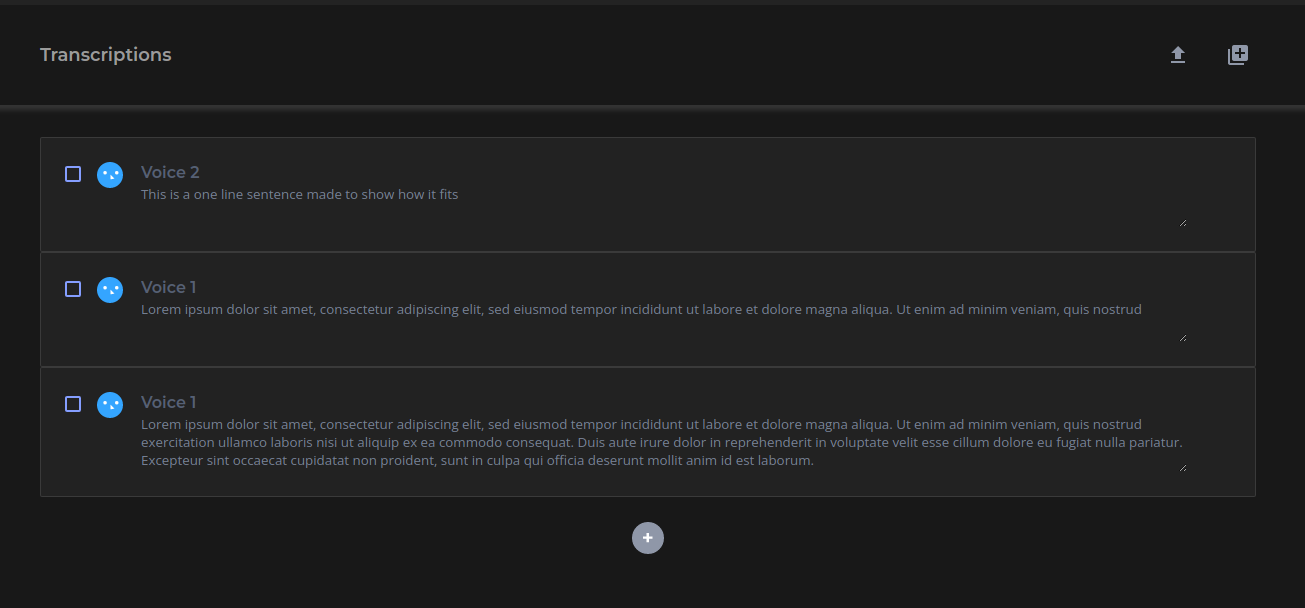 Transcriptions
Voice 2
This is a one line sentence made to show how it fits
Voice 1
Lorem ipsum dolor sit amet, consectetur adipiscing elit, sed eiusmod tempor incididunt ut labore et dolore magna aliqua. Ut enim ad minim veniam, quis nostrud
Voice 1
Lorem ipsum dolor sit amet, consectetur adipiscing elit, sed eiusmod tempor incididunt ut labore et dolore magna aliqua. Ut enim ad minim veniam, quis nostrud
exercitation ullamco laboris nisi ut aliquip ex ea commodo consequat. Duis aute irure dolor in reprehenderit in voluptate velit esse cillum dolore eu fugiat nulla pariatur.
Excepteur sint occaecat cupidatat non proident, sunt in culpa qui officia deserunt mollit anim id est laborum.